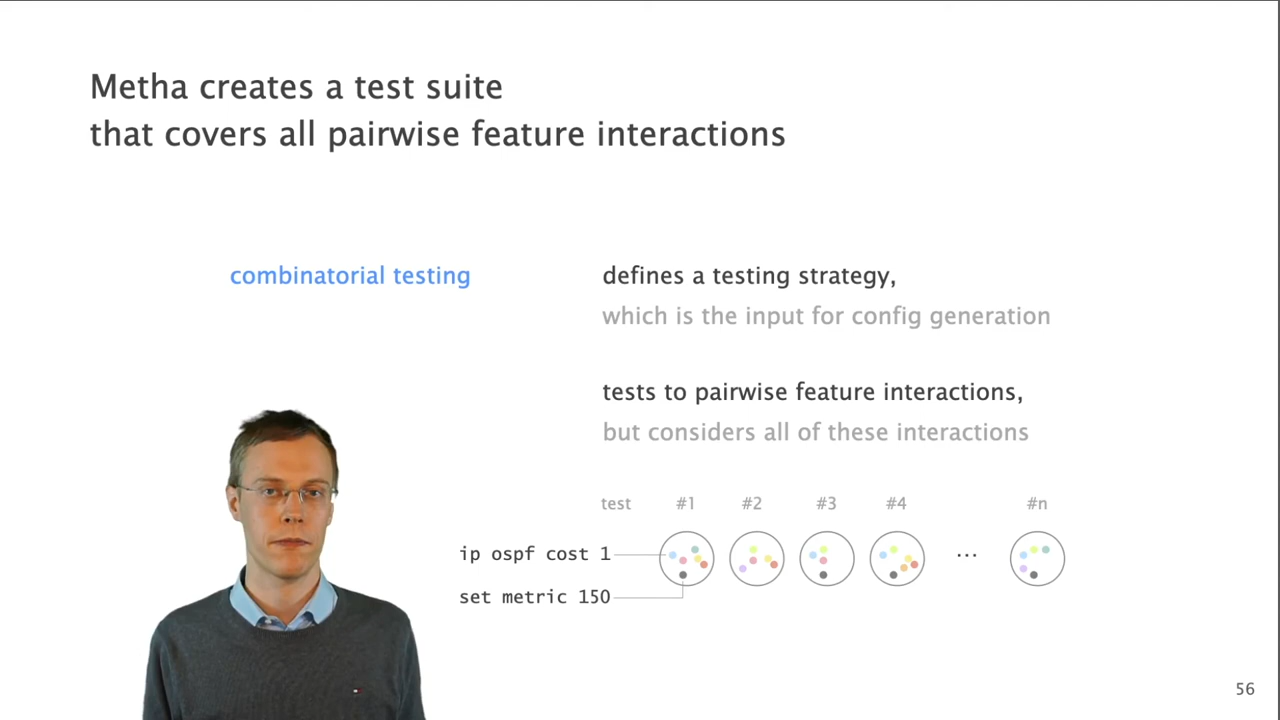 Metha creates a test suite
that covers all pairwise feature interactions
combinatorial testing
defines a testing strategy,
which is the input for config generation
tests to pairwise feature interactions,
but considers all of these interactions
test #1 #2 #3 #4 #n
ip ospf cost 1
...
set metric 150
56